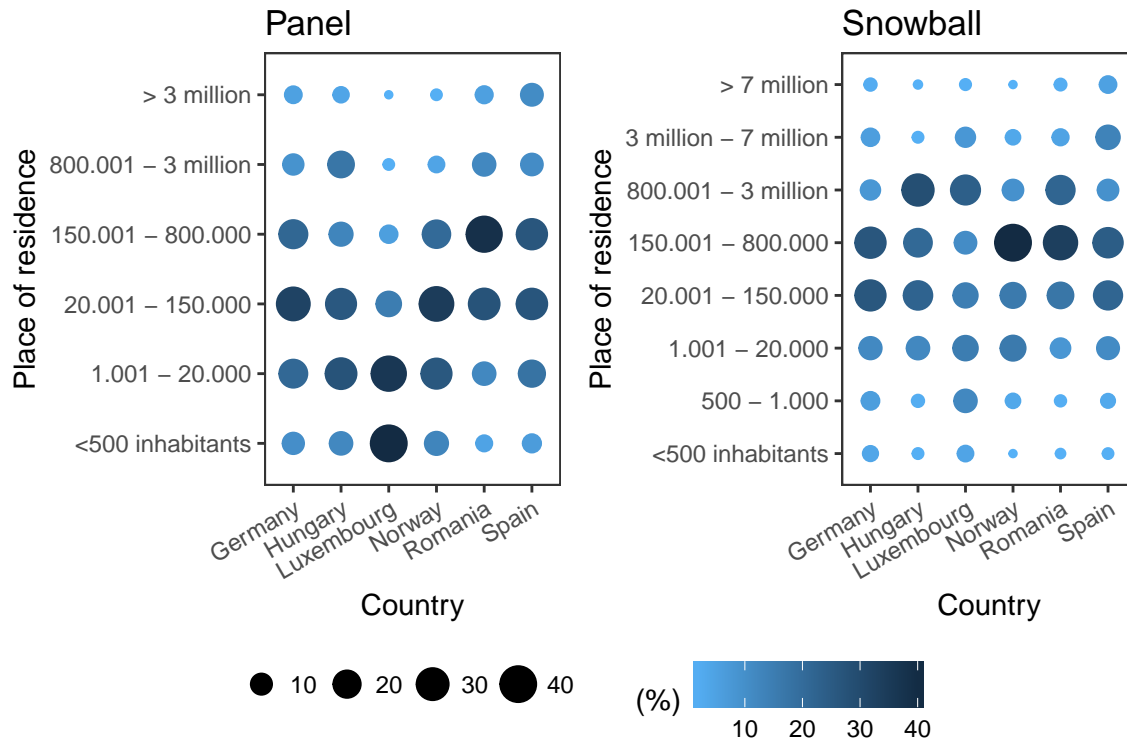 Panel
Place of residence
> 3 million
800.001 − 3 million
150.001 − 800.000
20.001 − 150.000
1.001 − 20.000
<500 inhabitants
Germany
Hungary
Luxembourg
Norway
Romania
Spain
Country
Snowball
Place of residence
> 7 million
3 million − 7 million
800.001 − 3 million
150.001 − 800.000
20.001 − 150.000
1.001 − 20.000
500 − 1.000
<500 inhabitants
Germany
Hungary
Luxembourg
Norway
Romania
Spain
Country
10 20 30 40
(%)
10 20 30 40